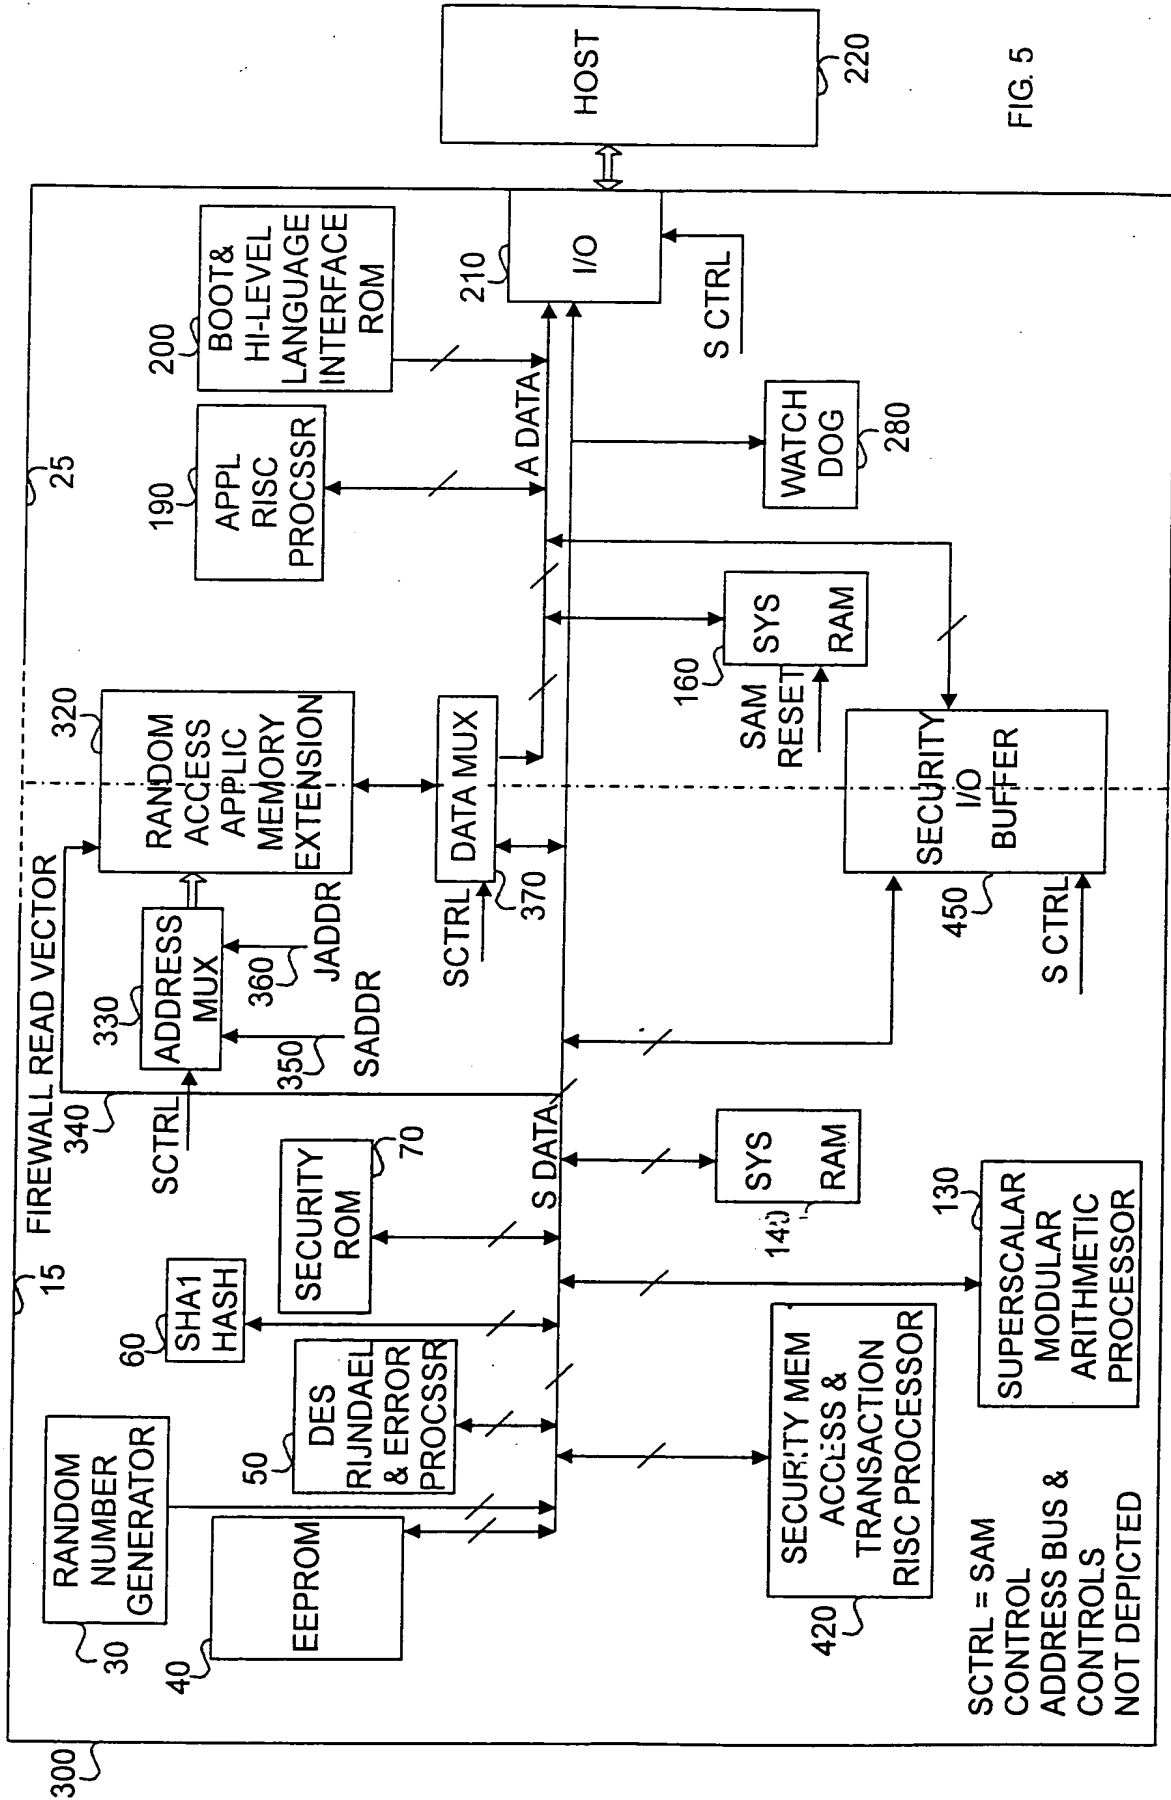 300
15
FIREWALL READ VECTOR
25
30
RANDOM
NUMBER
GENERATOR
40
EEPROM
50
DES
RIJNDAEL
& ERROR
PROCSSR
60
SHA1
HASH
SECURITY
ROM
70
340
SCTRL
330
ADDRESS
MUX
350
SADDR
360
JADDR
320
RANDOM
ACCESS
APPLIC
MEMORY
EXTENSION
SCTRL
DATA MUX
370
190
APPL
RISC
PROCSSR
200
BOOT&
HI-LEVEL
LANGUAGE
INTERFACE
ROM
S DATA
A DATA
210
I/O
S CTRL
HOST
220
420
SECURITY MEM
ACCESS &
TRANSACTION
RISC PROCESSOR
130
SUPERSCALAR
MODULAR
ARITHMETIC
PROCESSOR
140
SYS
RAM
450
SECURITY
I/O
BUFFER
S CTRL
160
SYS
RAM
SAM
RESET
WATCH
DOG
280
SCTRL = SAM
CONTROL
ADDRESS BUS &
CONTROLS
NOT DEPICTED
FIG. 5